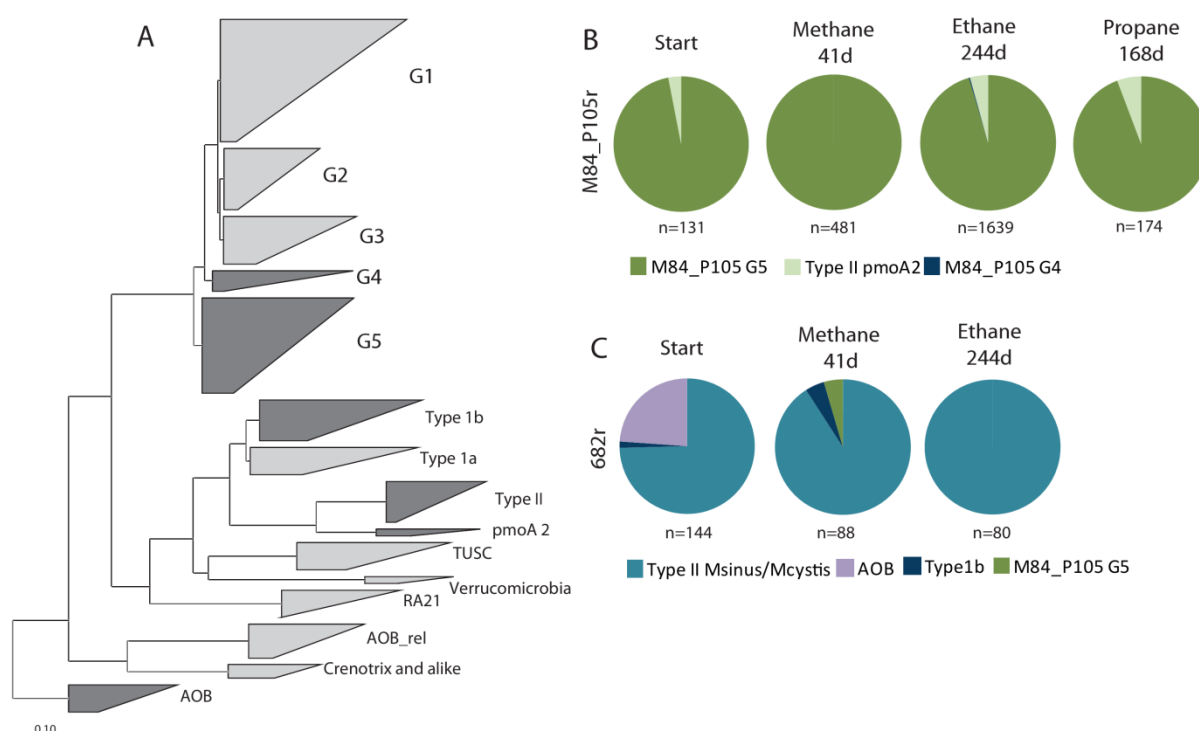 A
G1
G2
G3
G4
G5
Type 1b
Type 1a
Type II
pmoA 2
TUSC
Verrucomicrobia
RA21
AOB_rel
Crenotrix and alike
AOB
0.10
B
Start
Methane
41d
Ethane
244d
Propane
168d
M84_P105r
n=131
n=481
n=1639
n=174
M84_P105 G5
Type II pmoA2
M84_P105 G4
C
Start
Methane
41d
Ethane
244d
682r
n=144
n=88
n=80
Type II Msinus/Mcystis
AOB
Type1b
M84_P105 G5